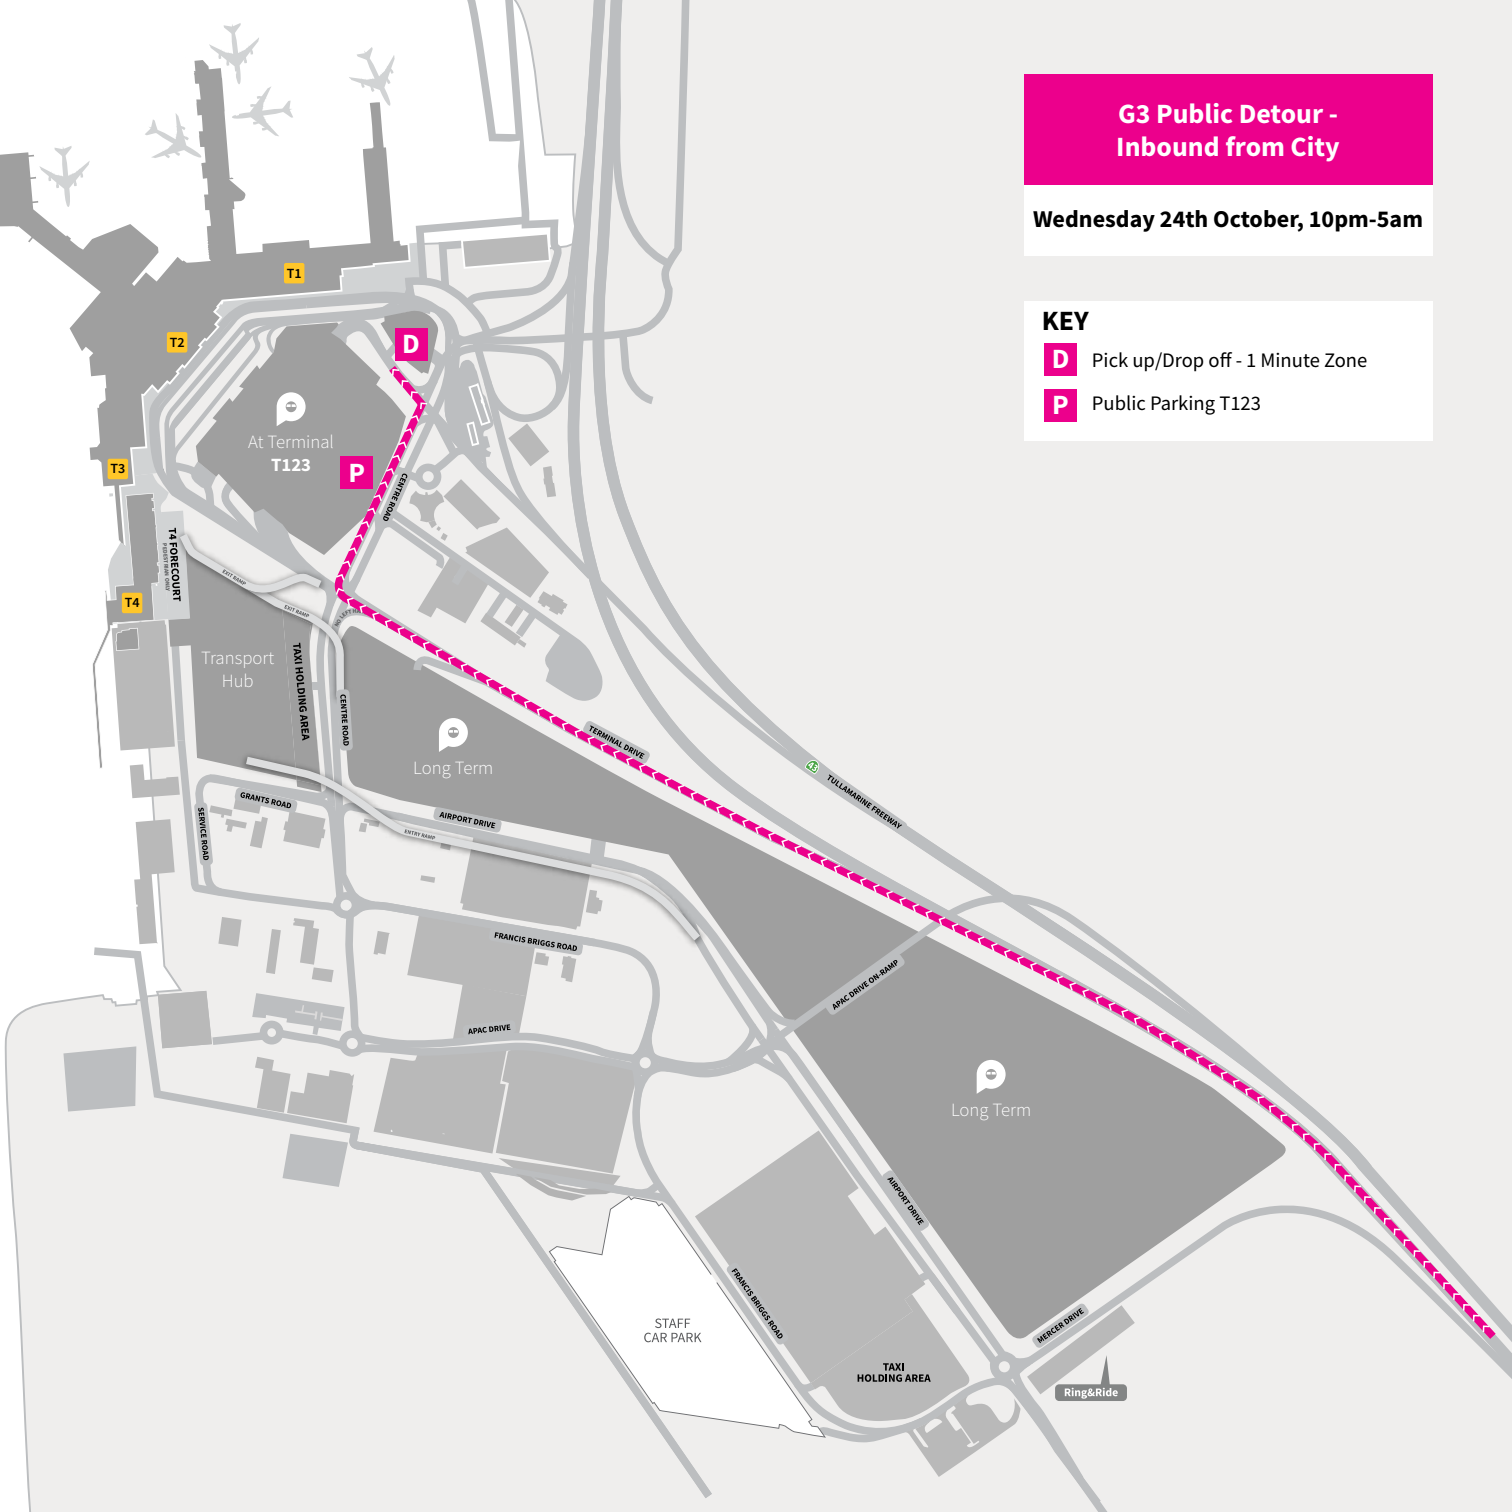 G3 Public Detour -
Inbound from City
Wednesday 24th October, 10pm-5am
KEY
D Pick up/Drop off - 1 Minute Zone
P Public Parking T123
T1
T2
D
At Terminal
T123
P
T3
CENTRE ROAD
T4 FORECOURT
PEDESTRIAN ONLY
EXIT RAMP
EXIT RAMP
T4
Transport
Hub
TAXI HOLDING AREA
CENTRE ROAD
Long Term
TERMINAL DRIVE
43
TULLAMARINE FREEWAY
GRANTS ROAD
SERVICE ROAD
AIRPORT DRIVE
ENTRY RAMP
FRANCIS BRIGGS ROAD
APAC DRIVE ON-RAMP
APAC DRIVE
Long Term
AIRPORT DRIVE
FRANCIS BRIGGS ROAD
MERCER DRIVE
STAFF
CAR PARK
TAXI
HOLDING AREA
Ring&Ride